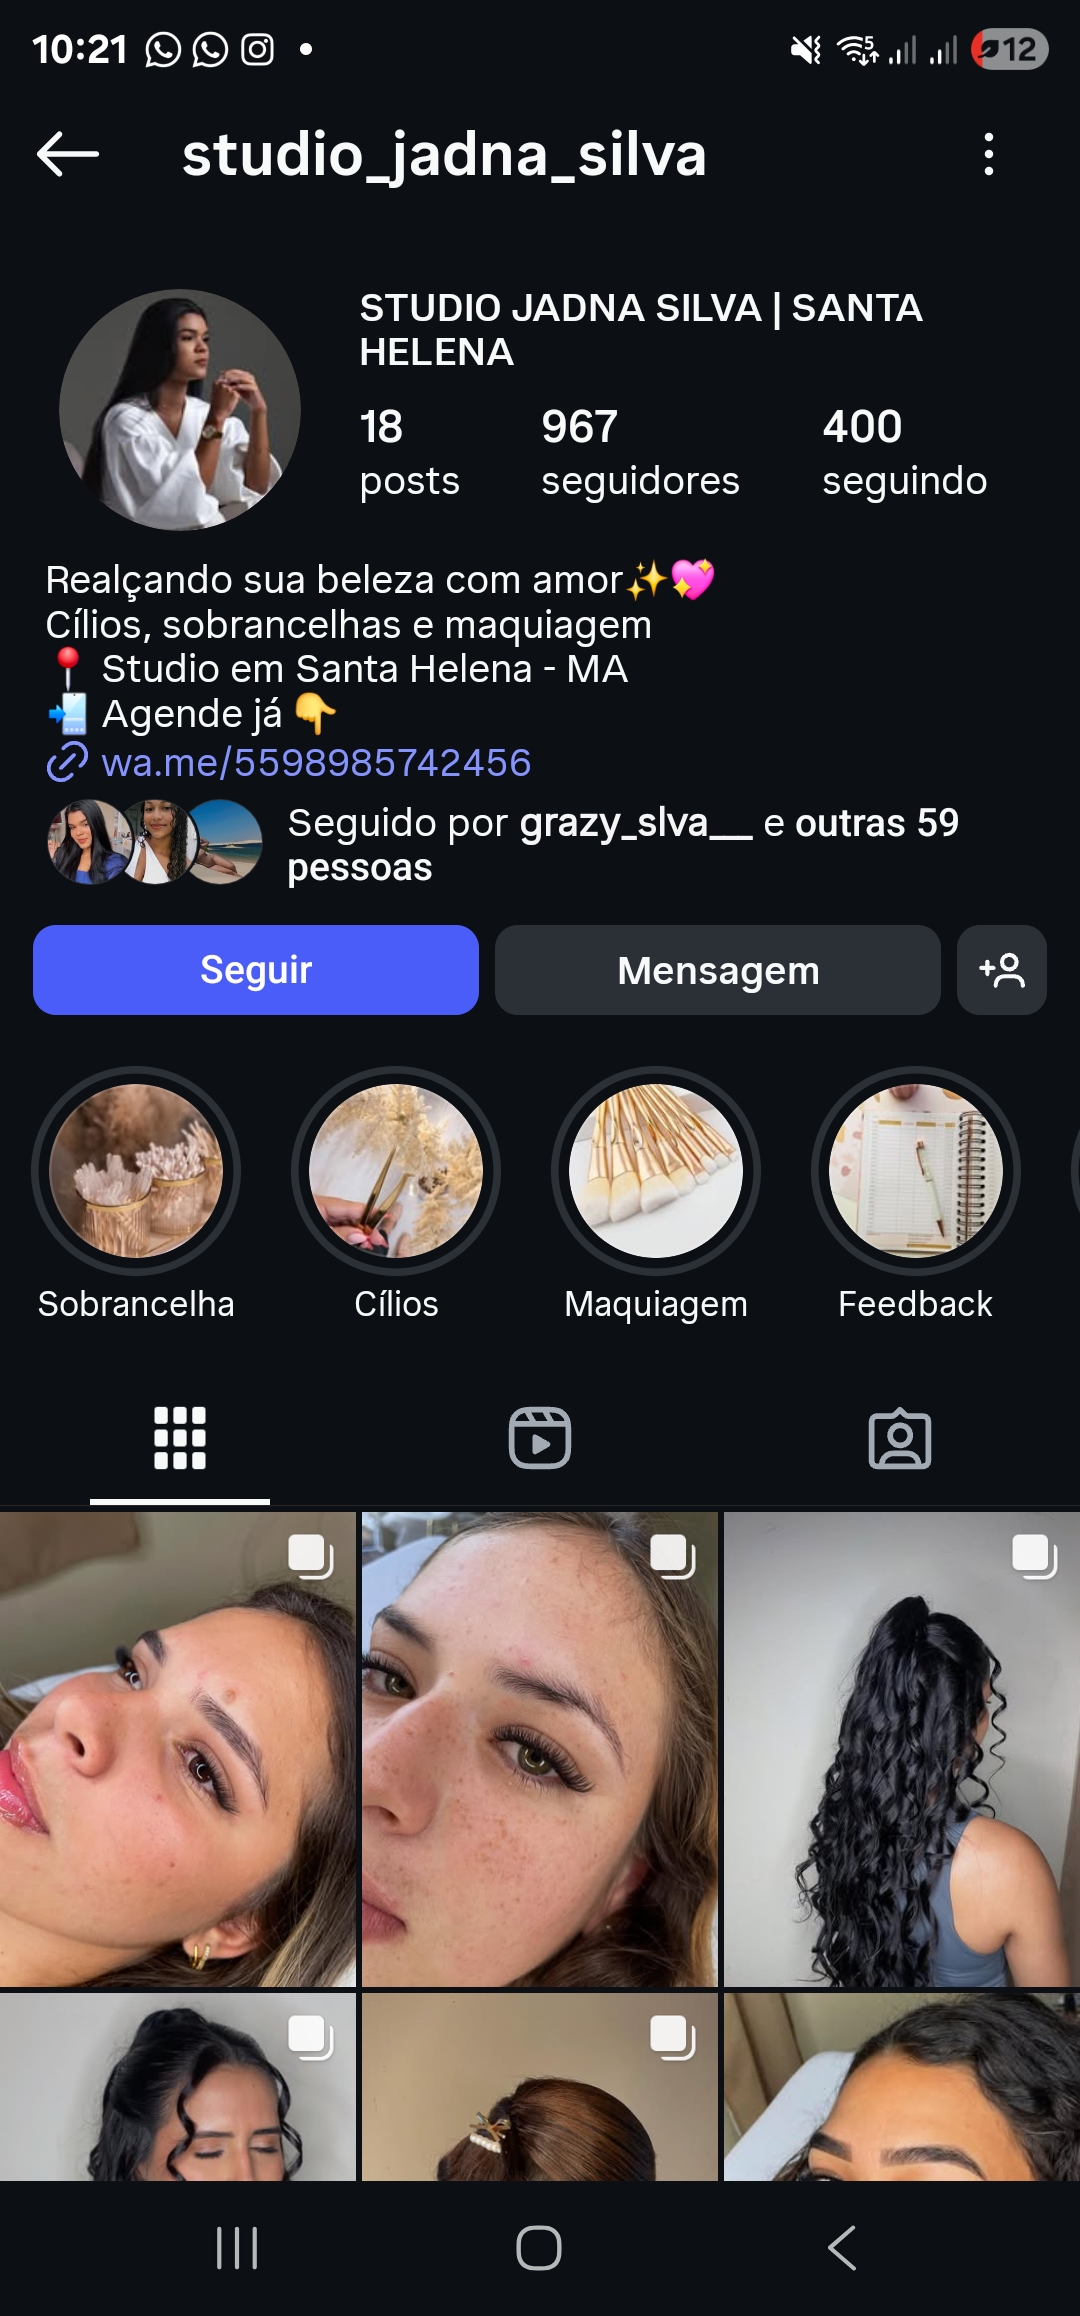 10:21
5
12
studio_jadna_silva
STUDIO JADNA SILVA | SANTA
HELENA
18 967 400
posts seguidores seguindo
Realçando sua beleza com amor✨💖
Cílios, sobrancelhas e maquiagem
📍 Studio em Santa Helena - MA
📲 Agende já 👇
wa.me/5598985742456
Seguido por grazy_slva__ e outras 59
pessoas
Seguir
Mensagem
Sobrancelha
Cílios
Maquiagem
Feedback